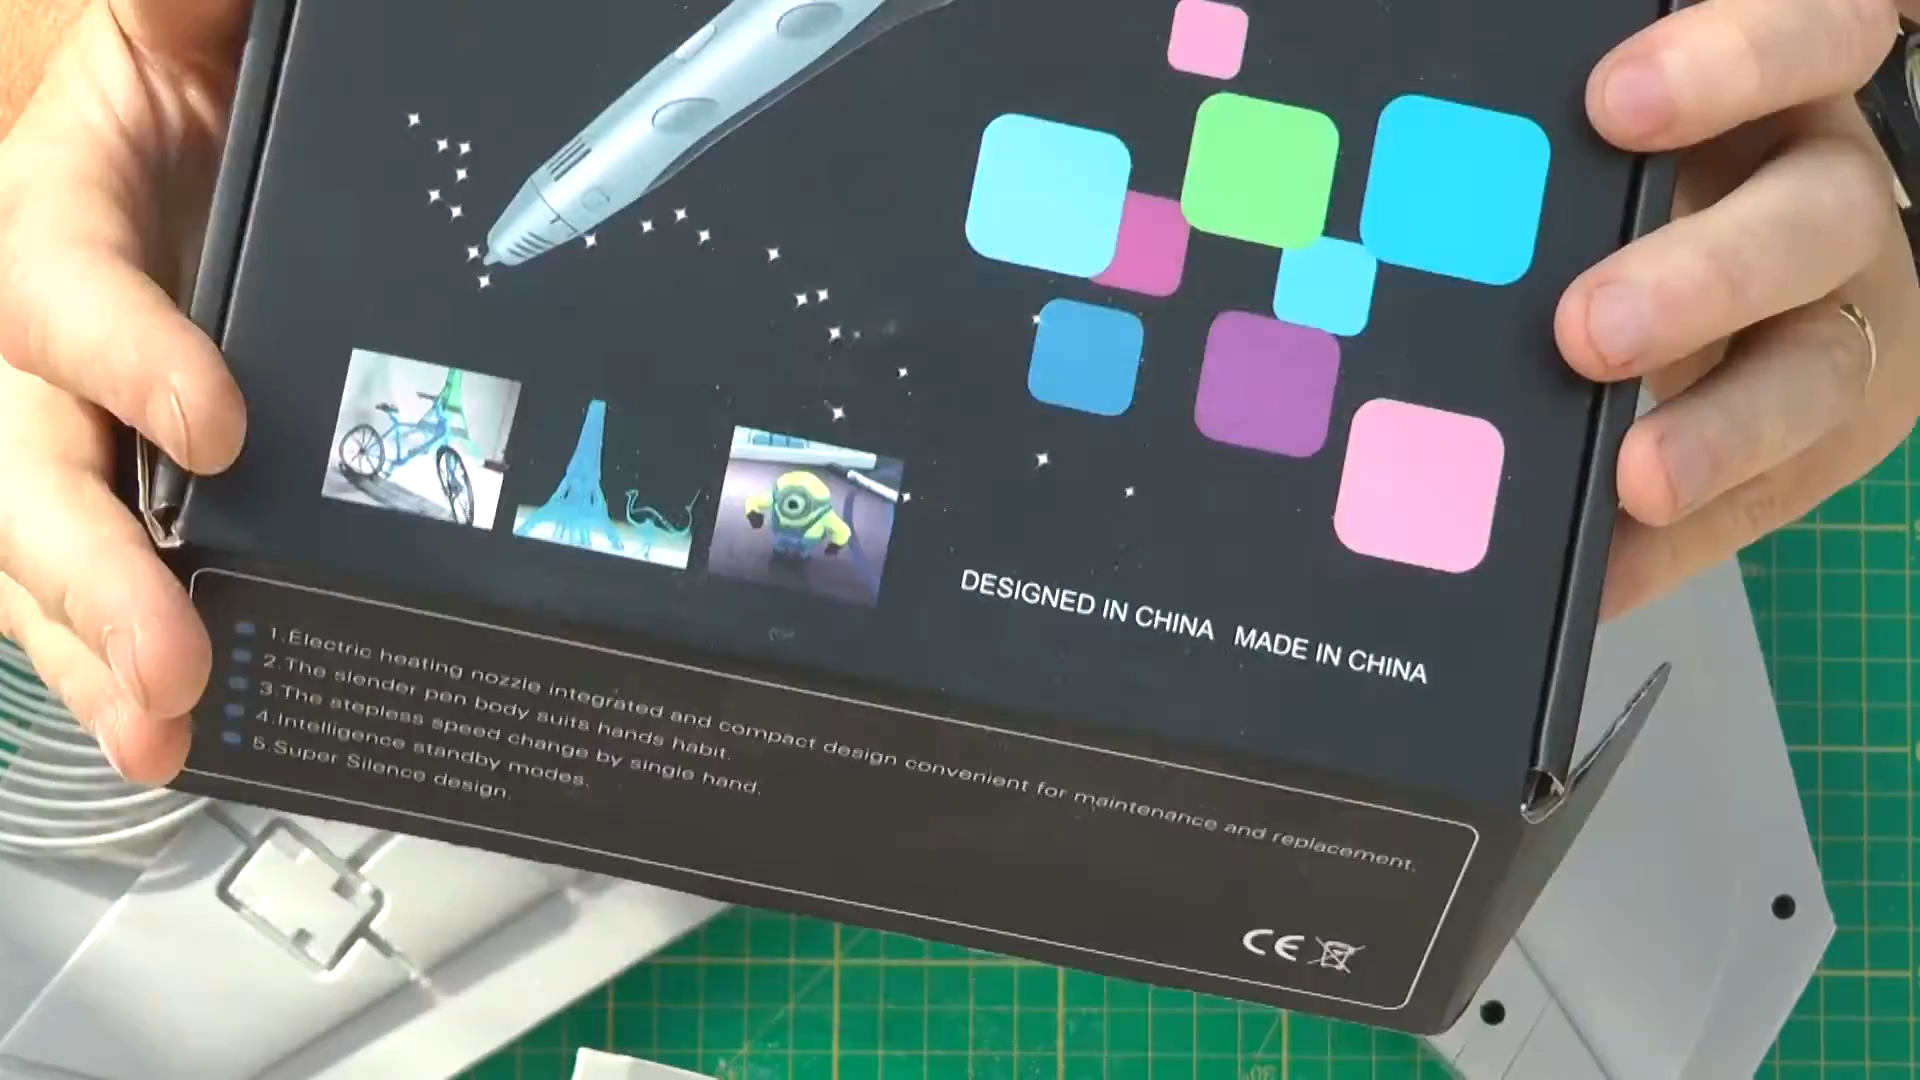 DESIGNED IN CHINA MADE IN CHINA
1.Electric heating nozzle integrated and compact design convenient for maintenance and replacement.
2.The slender pen body suits hands habit.
3.The stepless speed change by single hand.
4.Intelligence standby modes.
5.Super Silence design.
CE